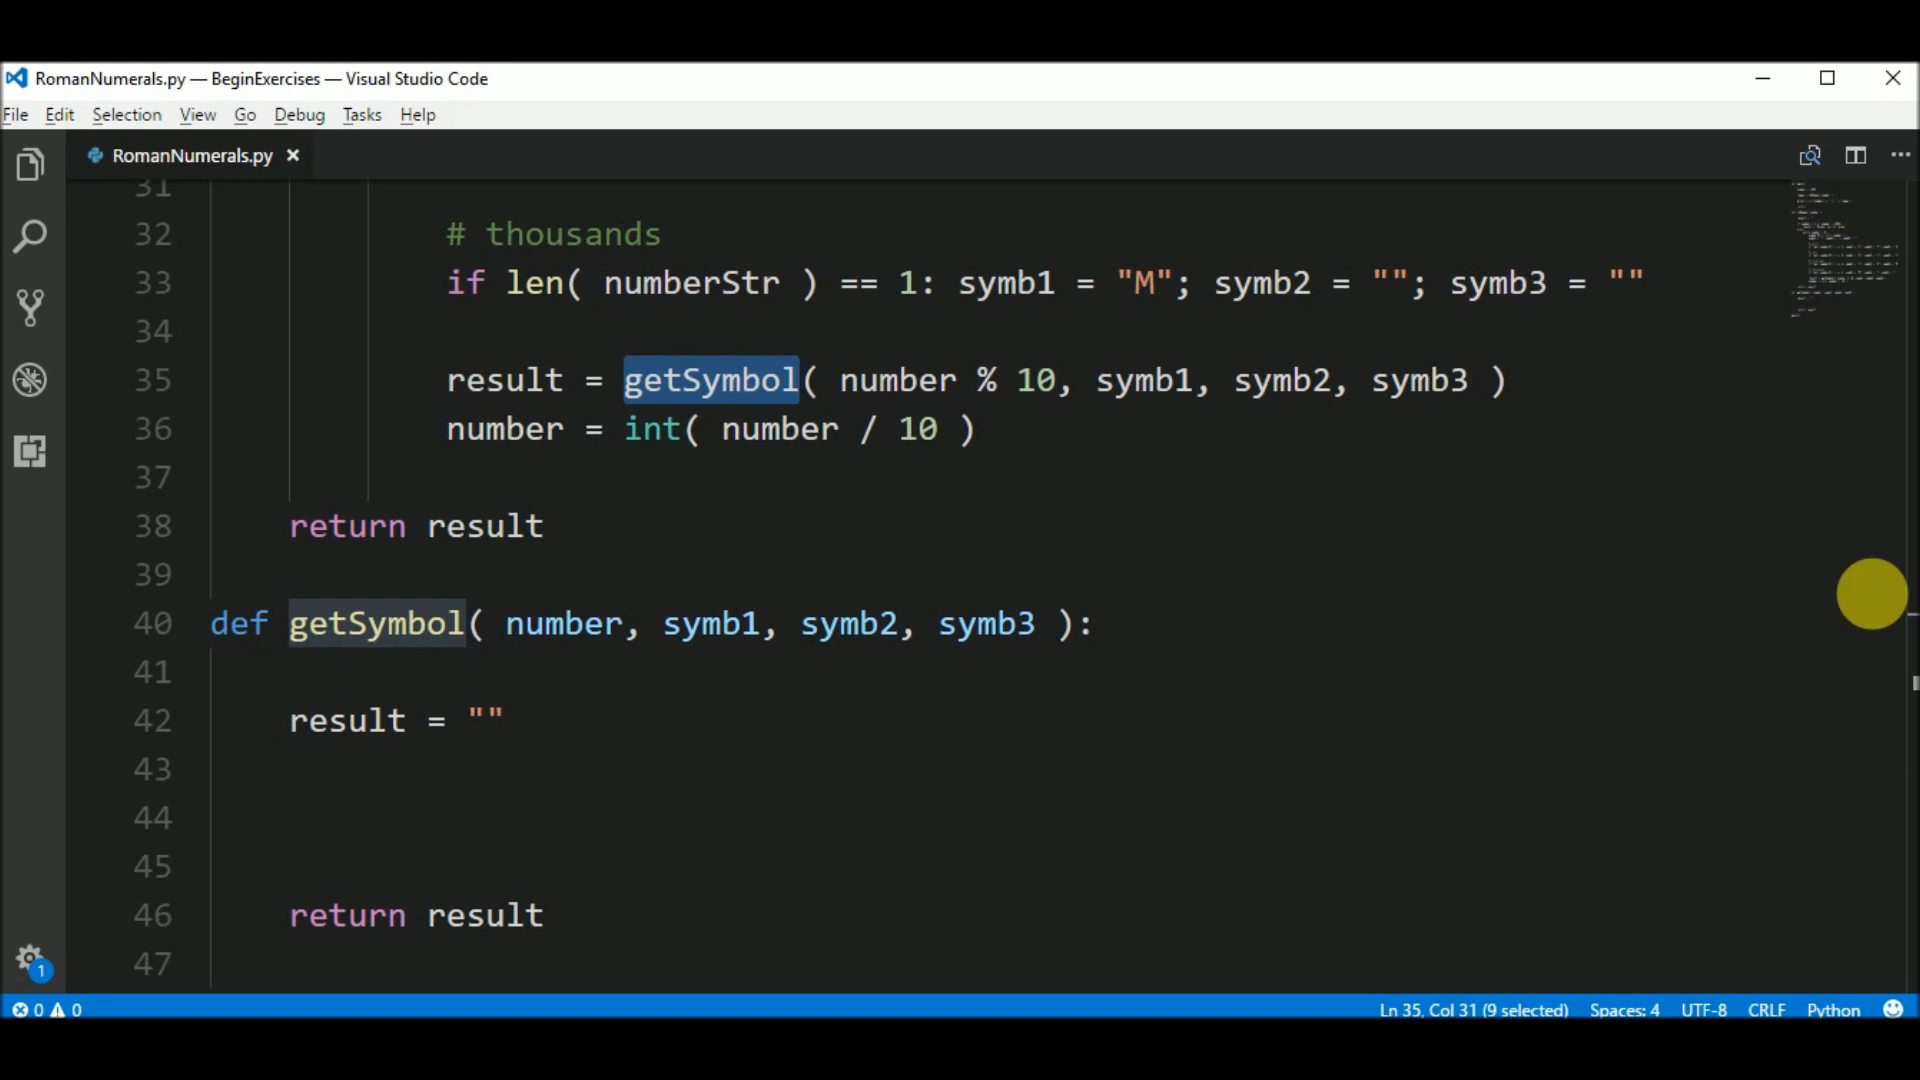 RomanNumerals.py — BeginExercises — Visual Studio Code
File Edit Selection View Go Debug Tasks Help
RomanNumerals.py
31
32 # thousands
33 if len( numberStr ) == 1: symb1 = "M"; symb2 = ""; symb3 = ""
34
35 result = getSymbol( number % 10, symb1, symb2, symb3 )
36 number = int( number / 10 )
37
38 return result
39
40 def getSymbol( number, symb1, symb2, symb3 ):
41
42 result = ""
43
44
45
46 return result
47
1
0 0 Ln 35, Col 31 (9 selected) Spaces: 4 UTF-8 CRLF Python